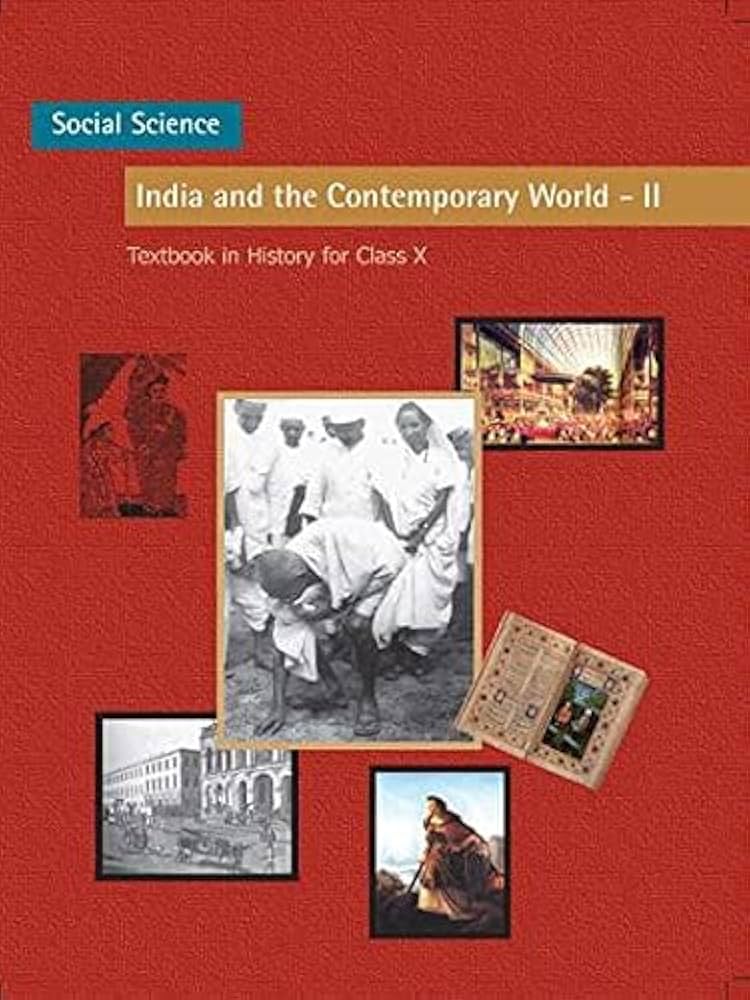 Social Science
India and the Contemporary World - II
Textbook in History for Class X